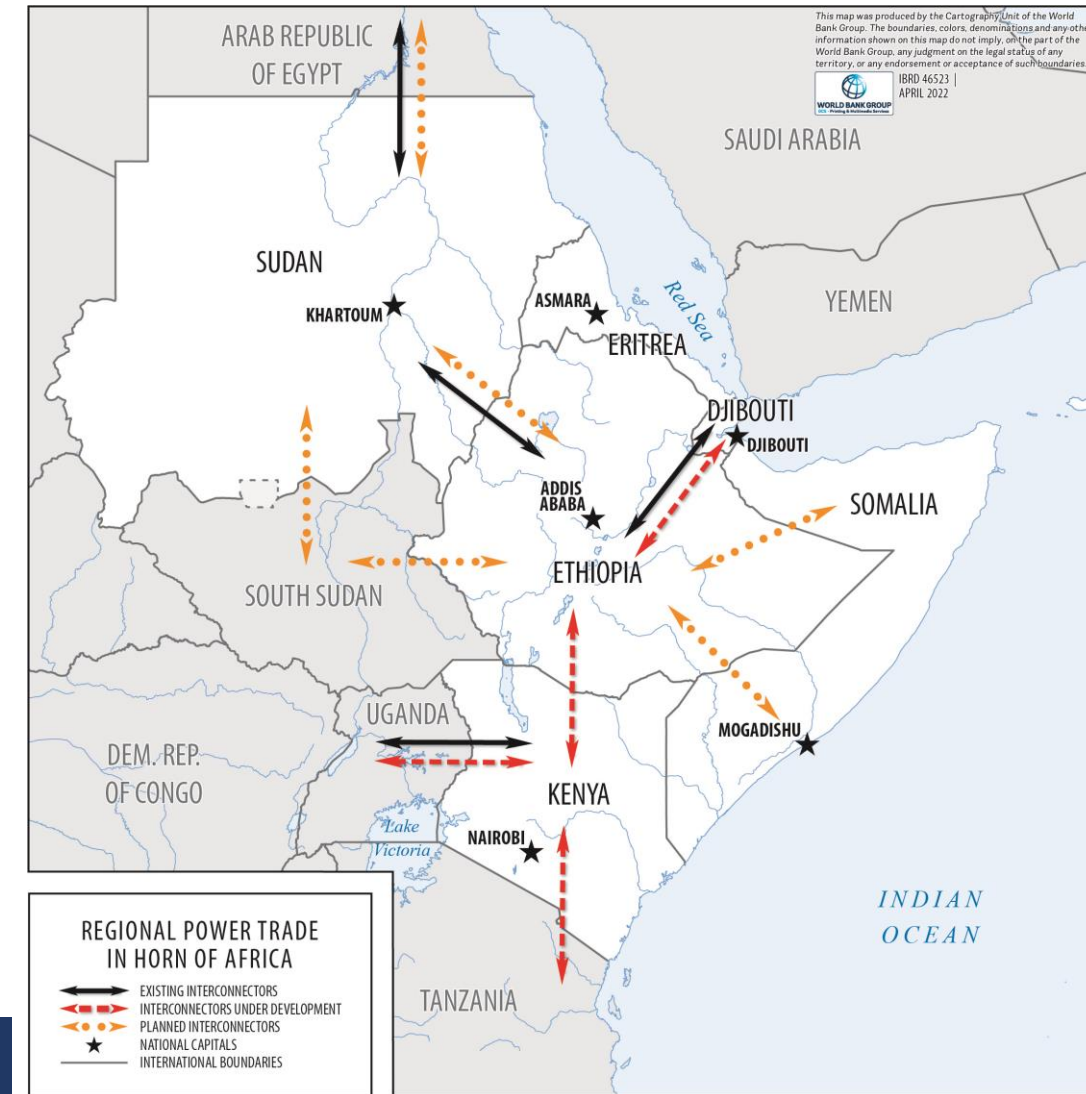 This map was produced by the Cartography Unit of the World
Bank Group. The boundaries, colors, denominations and any othe
information shown on this map do not imply, on the part of the
World Bank Group, any judgment on the legal status of any
territory, or any endorsement or acceptance of such boundaries.
WORLD BANK GROUP
IBRD 46523 |
APRIL 2022
ARAB REPUBLIC
OF EGYPT
SAUDI ARABIA
SUDAN
KHARTOUM
ASMARA
ERITREA
Red Sea
YEMEN
DJIBOUTI
DJIBOUTI
ADDIS
ABABA
SOMALIA
ETHIOPIA
SOUTH SUDAN
UGANDA
MOGADISHU
DEM. REP.
OF CONGO
KENYA
Lake
Victoria
NAIROBI
INDIAN
OCEAN
TANZANIA
REGIONAL POWER TRADE
IN HORN OF AFRICA
EXISTING INTERCONNECTORS
INTERCONNECTORS UNDER DEVELOPMENT
PLANNED INTERCONNECTORS
NATIONAL CAPITALS
INTERNATIONAL BOUNDARIES